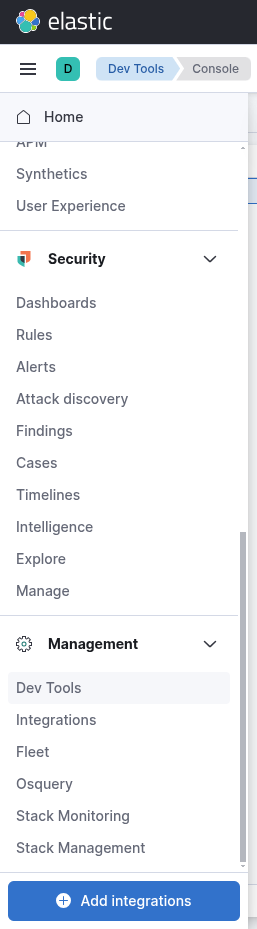 elastic
D
Dev Tools
Console
Home
APM
Synthetics
User Experience
Security
Dashboards
Rules
Alerts
Attack discovery
Findings
Cases
Timelines
Intelligence
Explore
Manage
Management
Dev Tools
Integrations
Fleet
Osquery
Stack Monitoring
Stack Management
Add integrations